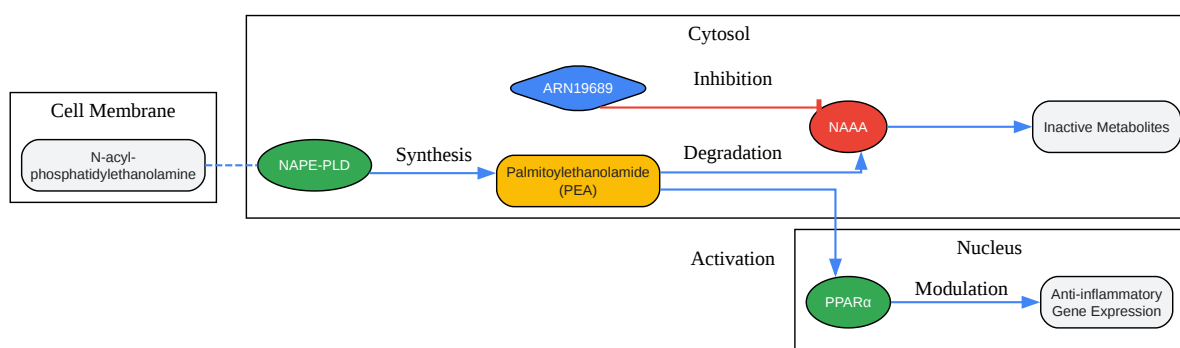 Cytosol
ARN19689
Inhibition
Cell Membrane
NAAA
Inactive Metabolites
N-acyl-
phosphatidylethanolamine
NAPE-PLD
Synthesis
Palmitoylethanolamide
(PEA)
Degradation
Activation
Nucleus
PPARα
Modulation
Anti-inflammatory
Gene Expression